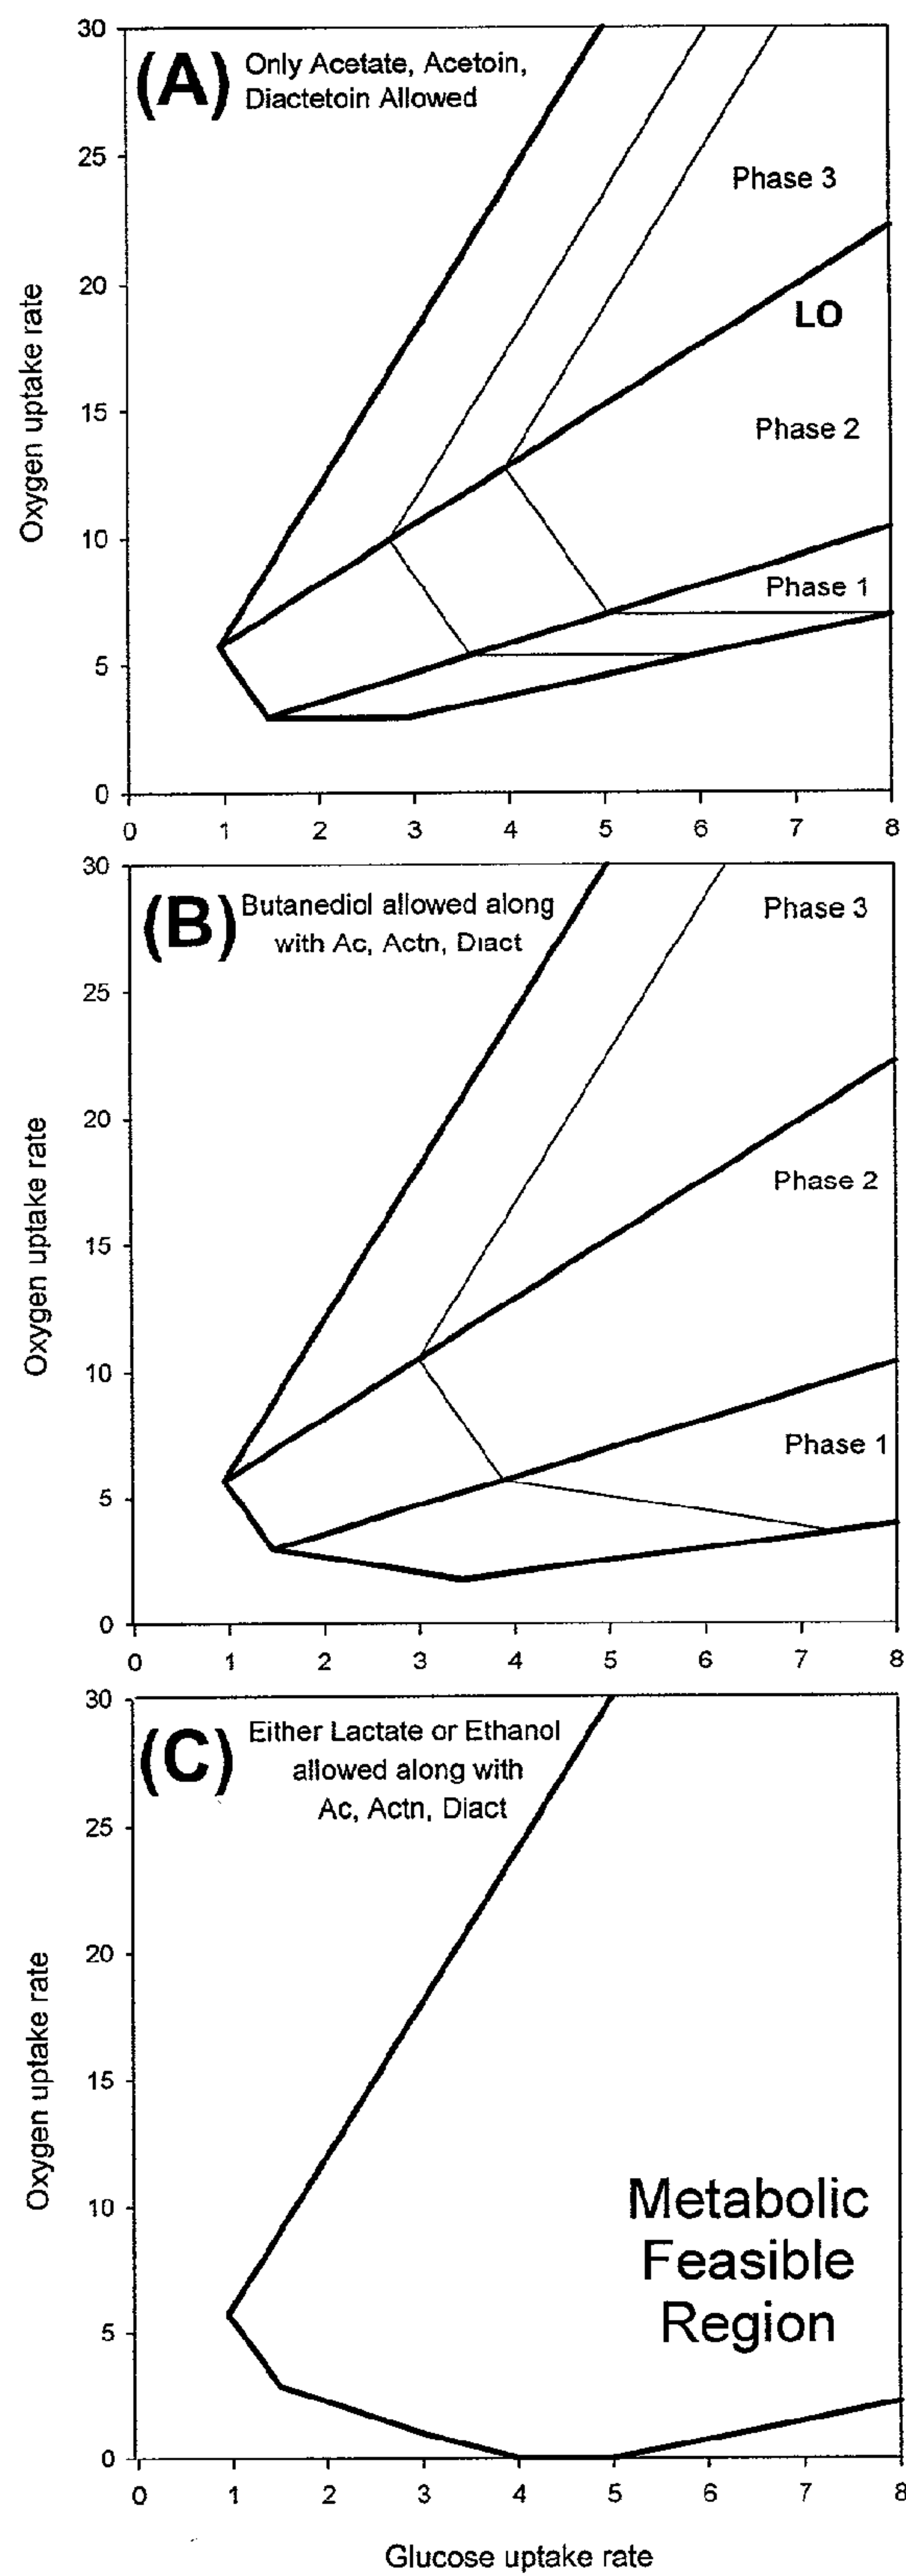 (A) Only Acetate, Acetoin,
Diactetoin Allowed
30
25
20
15
10
5
0
Oxygen uptake rate
Phase 3
LO
Phase 2
Phase 1
0 1 2 3 4 5 6 7 8
(B) Butanediol allowed along
with Ac, Actn, Diact
30
25
20
15
10
5
0
Oxygen uptake rate
Phase 3
Phase 2
Phase 1
0 1 2 3 4 5 6 7 8
(C) Either Lactate or Ethanol
allowed along with
Ac, Actn, Diact
30
25
20
15
10
5
0
Oxygen uptake rate
Metabolic
Feasible
Region
0 1 2 3 4 5 6 7 8
Glucose uptake rate